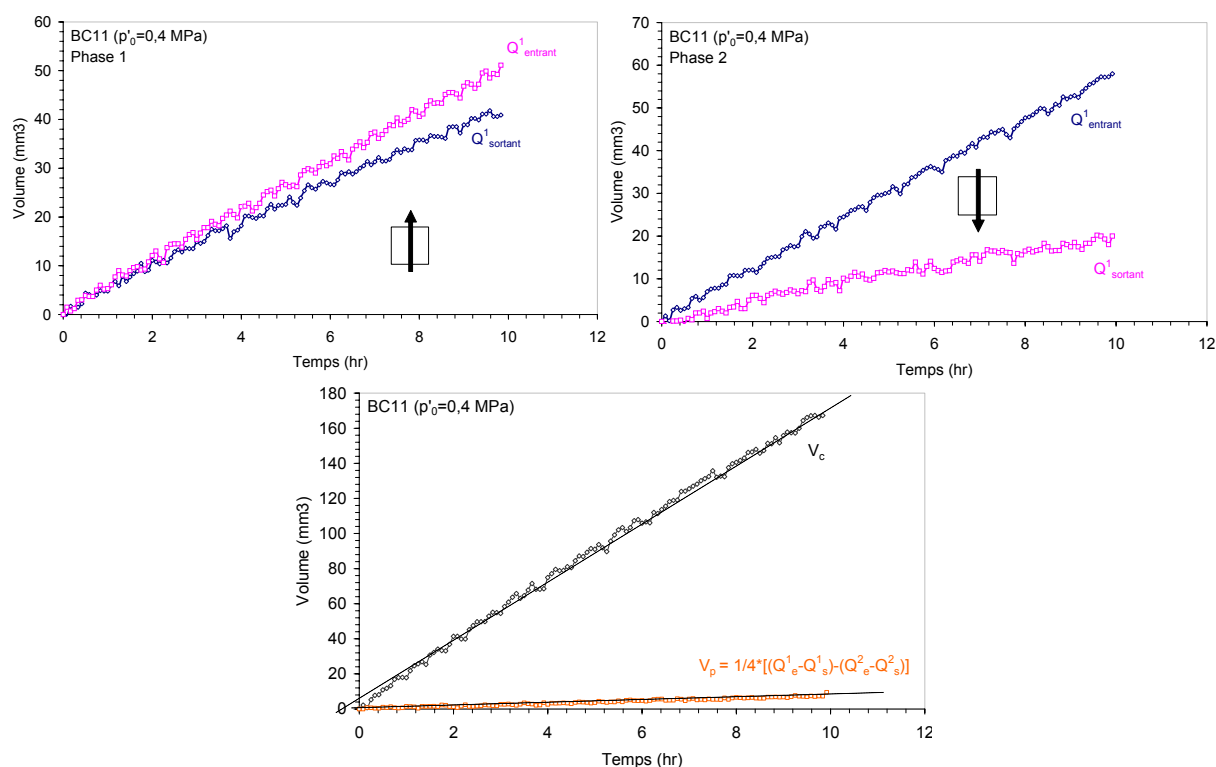 BC11 (p'0=0,4 MPa)
Phase 1
Q1entrant
Q1sortant
Volume (mm3)
60
50
40
30
20
10
0
0 2 4 6 8 10 12
Temps (hr)
BC11 (p'0=0,4 MPa)
Phase 2
Q1entrant
Q1sortant
Volume (mm3)
70
60
50
40
30
20
10
0
0 2 4 6 8 10 12
Temps (hr)
BC11 (p'0=0,4 MPa)
Vc
Vp = 1/4*[(Q1e-Q1s)-(Q2e-Q2s)]
Volume (mm3)
180
160
140
120
100
80
60
40
20
0
0 2 4 6 8 10 12
Temps (hr)